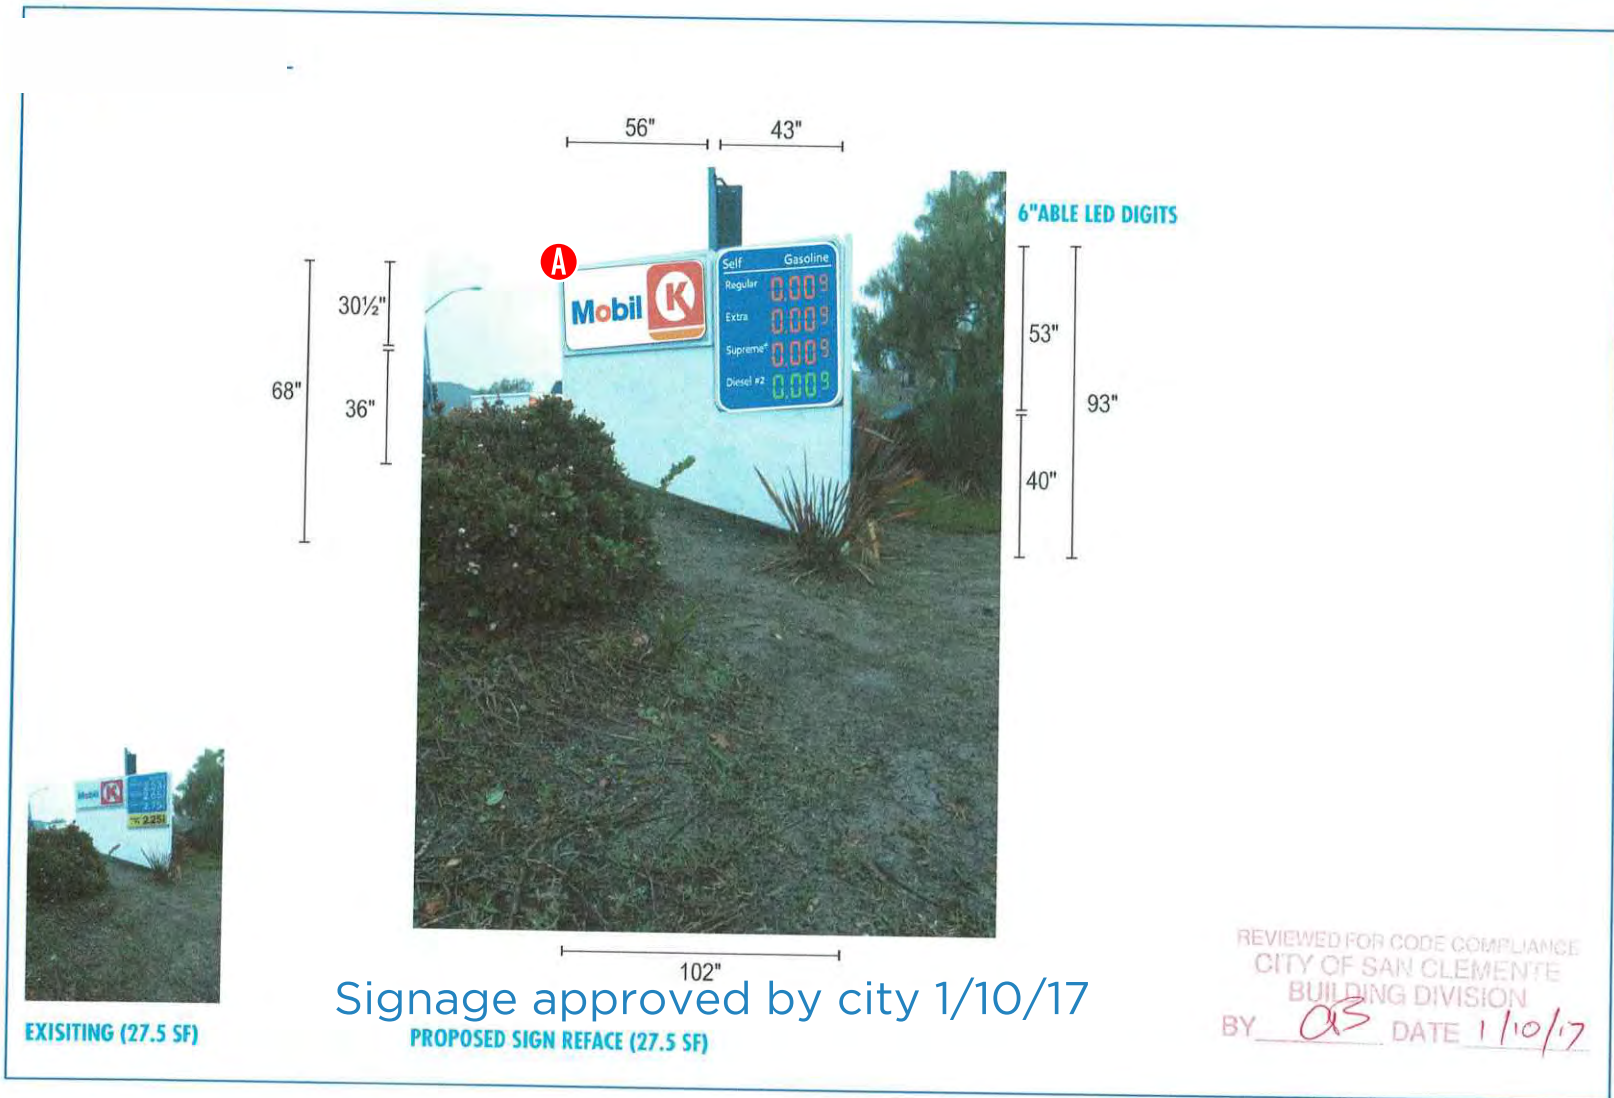 56"
43"
6"ABLE LED DIGITS
A
Self Gasoline
Regular 0.009
Extra 0.009
Supreme+ 0.009
Diesel #2 0.009
Mobil K
30½"
68"
36"
53"
93"
40"
Mobil K
2.25
102"
Signage approved by city 1/10/17
EXISITING (27.5 SF)
PROPOSED SIGN REFACE (27.5 SF)
REVIEWED FOR CODE COMPLIANCE
CITY OF SAN CLEMENTE
BUILDING DIVISION
BY DATE 1/10/17